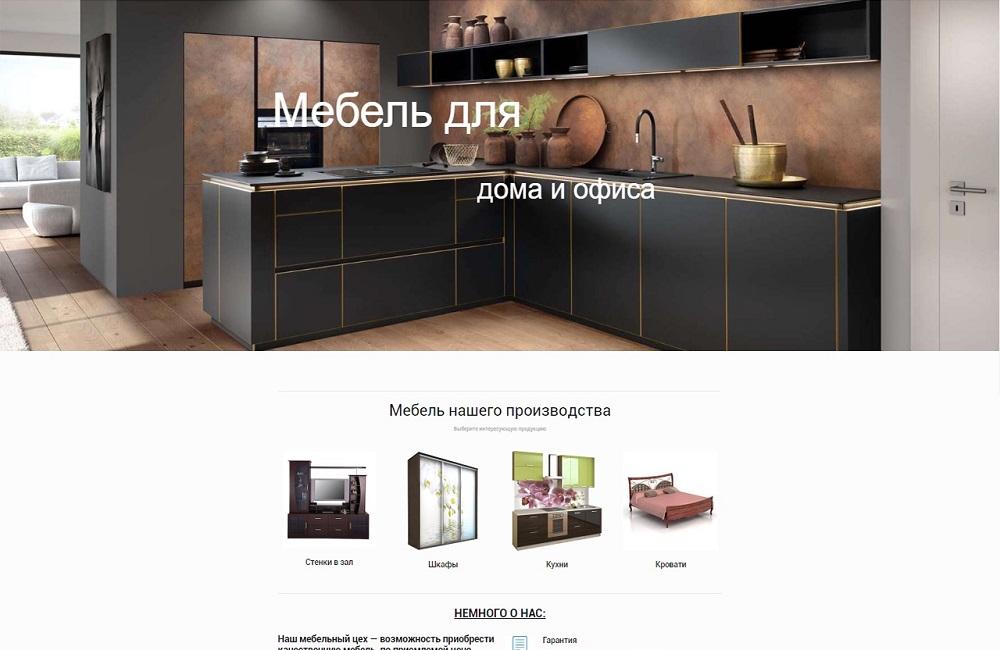 Мебель для
дома и офиса
Мебель нашего производства
Выберите интересующую продукцию
Стенки в зал
Шкафы
Кухни
Кровати
НЕМНОГО О НАС:
Наш мебельный цех — возможность приобрести
качественную мебель, по приемлемой цене
Гарантия